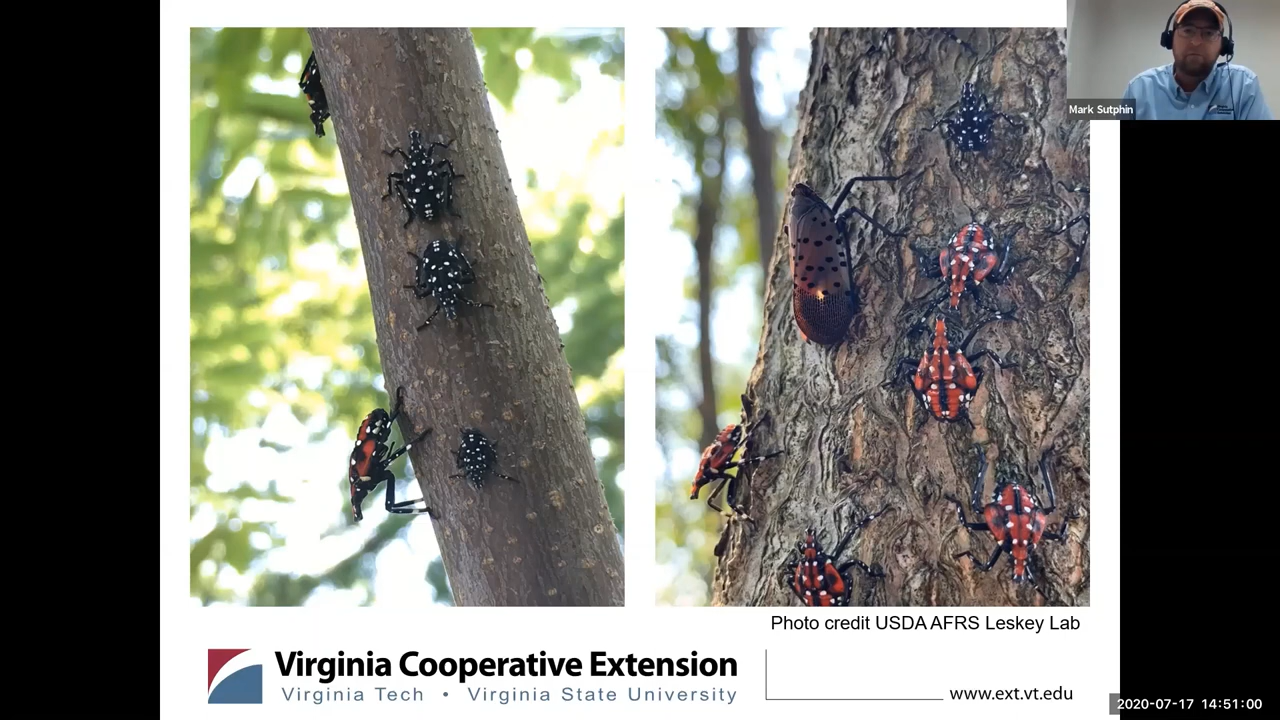 Mark Sutphin
Photo credit USDA AFRS Leskey Lab
Virginia Cooperative Extension
Virginia Tech • Virginia State University
www.ext.vt.edu
2020-07-17 14:51:00